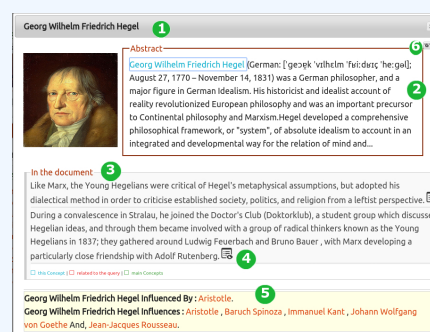 Georg Wilhelm Friedrich Hegel 1
Abstract 6
Georg Wilhelm Friedrich Hegel (German: [ˈɡeɔɐ̯k ˈvɪlhɛlm ˈfʁiːdʁɪç ˈheːɡəl];
August 27, 1770 – November 14, 1831) was a German philosopher, and a
major figure in German Idealism. His historicist and idealist account of 2
reality revolutionized European philosophy and was an important precursor
to Continental philosophy and Marxism.Hegel developed a comprehensive
philosophical framework, or "system", of absolute idealism to account in an
integrated and developmental way for the relation of mind and...
In the document 3
Like Marx, the Young Hegelians were critical of Hegel's metaphysical assumptions, but adopted his
dialectical method in order to criticise established society, politics, and religion from a leftist perspective.
During a convalescence in Stralau, he joined the Doctor's Club (Doktorklub), a student group which discusse
Hegelian ideas, and through them became involved with a group of radical thinkers known as the Young
Hegelians in 1837; they gathered around Ludwig Feuerbach and Bruno Bauer , with Marx developing a
particularly close friendship with Adolf Rutenberg. 4
this Concept | related to the query | main Concepts
Georg Wilhelm Friedrich Hegel Influenced By : Aristotle. 5
Georg Wilhelm Friedrich Hegel Influences : Aristotle , Baruch Spinoza , Immanuel Kant , Johann Wolfgang
von Goethe And, Jean-Jacques Rousseau.